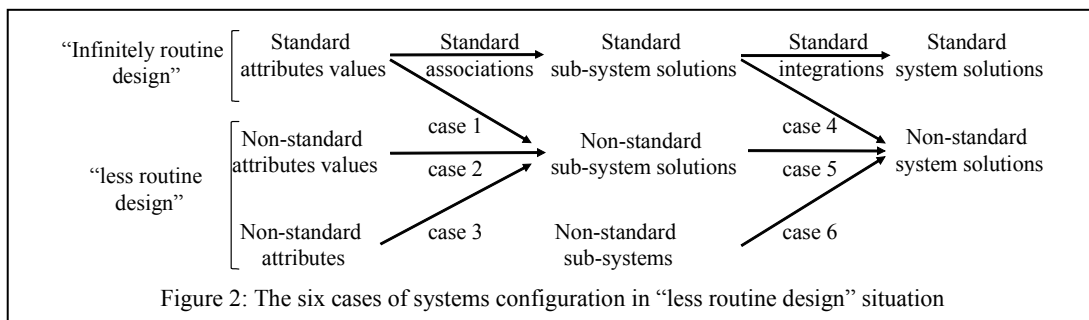 “Infinitely routine design”
Standard attributes values
Standard associations
Standard sub-system solutions
Standard integrations
Standard system solutions
“less routine design”
Non-standard attributes values
case 1
case 2
Non-standard sub-system solutions
case 4
case 5
Non-standard system solutions
Non-standard attributes
case 3
Non-standard sub-systems
case 6
Figure 2: The six cases of systems configuration in “less routine design” situation